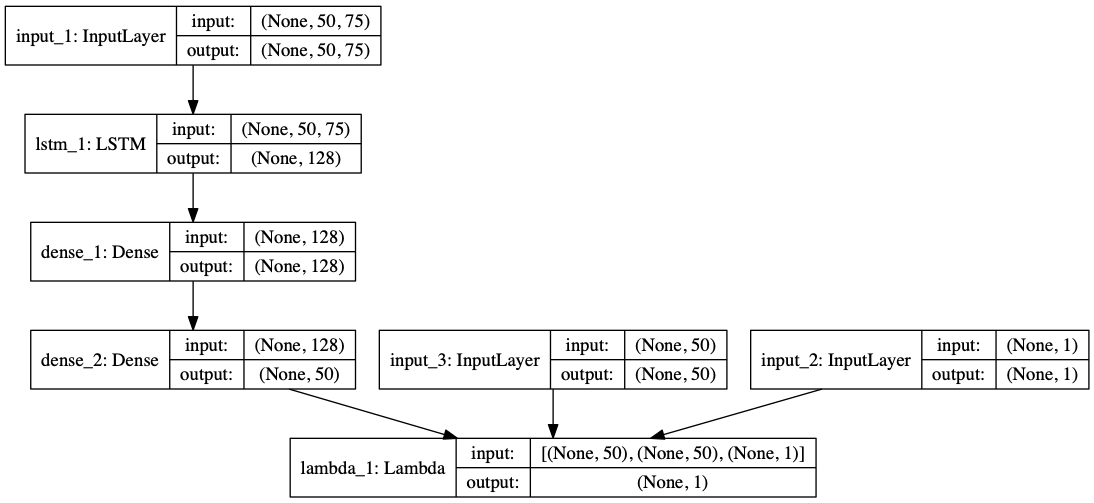 input_1: InputLayer
input: (None, 50, 75)
output: (None, 50, 75)
lstm_1: LSTM
input: (None, 50, 75)
output: (None, 128)
dense_1: Dense
input: (None, 128)
output: (None, 128)
dense_2: Dense
input: (None, 128)
output: (None, 50)
input_3: InputLayer
input: (None, 50)
output: (None, 50)
input_2: InputLayer
input: (None, 1)
output: (None, 1)
lambda_1: Lambda
input: [(None, 50), (None, 50), (None, 1)]
output: (None, 1)